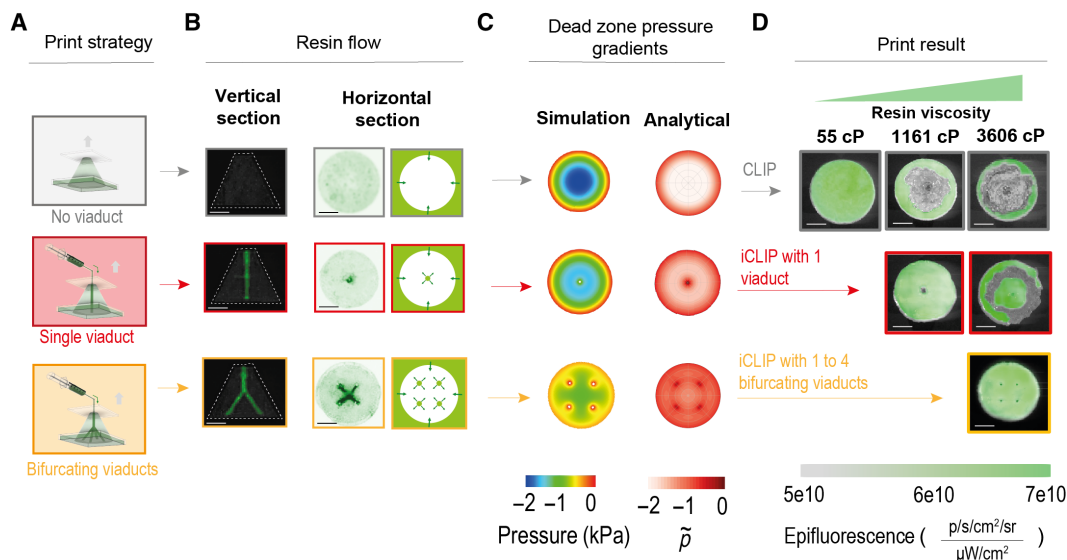 A
Print strategy
No viaduct
Single viaduct
Bifurcating viaducts
B
Resin flow
Vertical
section
Horizontal
section
C
Dead zone pressure
gradients
Simulation
Analytical
−2 −1 0
Pressure (kPa)
−2 −1 0
p̃
D
Print result
Resin viscosity
55 cP
1161 cP
3606 cP
CLIP
iCLIP with 1
viaduct
iCLIP with 1 to 4
bifurcating viaducts
5e10 6e10 7e10
Epifluorescence ( p/s/cm²/sr
µW/cm² )